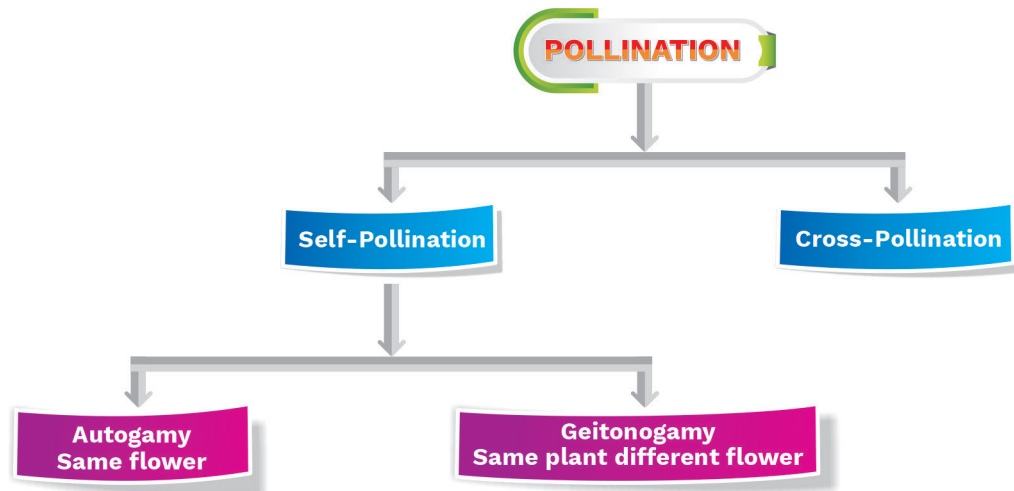 POLLINATION
Self-Pollination
Cross-Pollination
Autogamy
Same flower
Geitonogamy
Same plant different flower